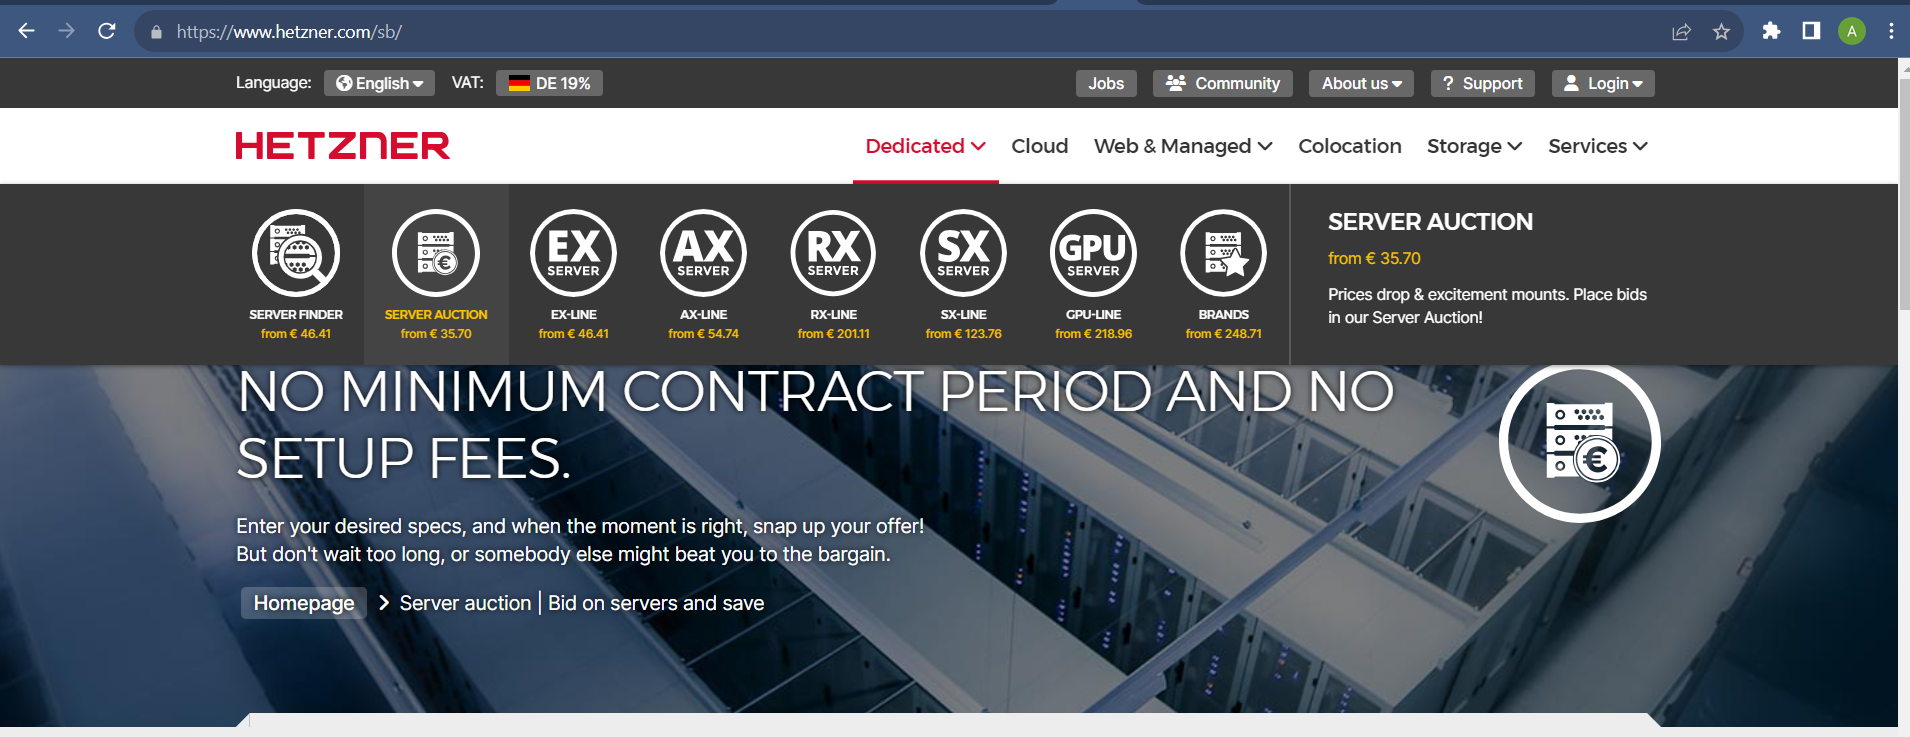 https://www.hetzner.com/sb/
A
Language: English VAT: DE 19% Jobs Community About us ? Support Login
HETZNER Dedicated Cloud Web & Managed Colocation Storage Services
EX SERVER
AX SERVER
RX SERVER
SX SERVER
GPU SERVER
SERVER FINDER SERVER AUCTION EX-LINE AX-LINE RX-LINE SX-LINE GPU-LINE BRANDS
from € 46.41 from € 35.70 from € 46.41 from € 54.74 from € 201.11 from € 123.76 from € 218.96 from € 248.71
SERVER AUCTION
from € 35.70
Prices drop & excitement mounts. Place bids
in our Server Auction!
NO MINIMUM CONTRACT PERIOD AND NO
SETUP FEES.
€
Enter your desired specs, and when the moment is right, snap up your offer!
But don't wait too long, or somebody else might beat you to the bargain.
Homepage > Server auction | Bid on servers and save